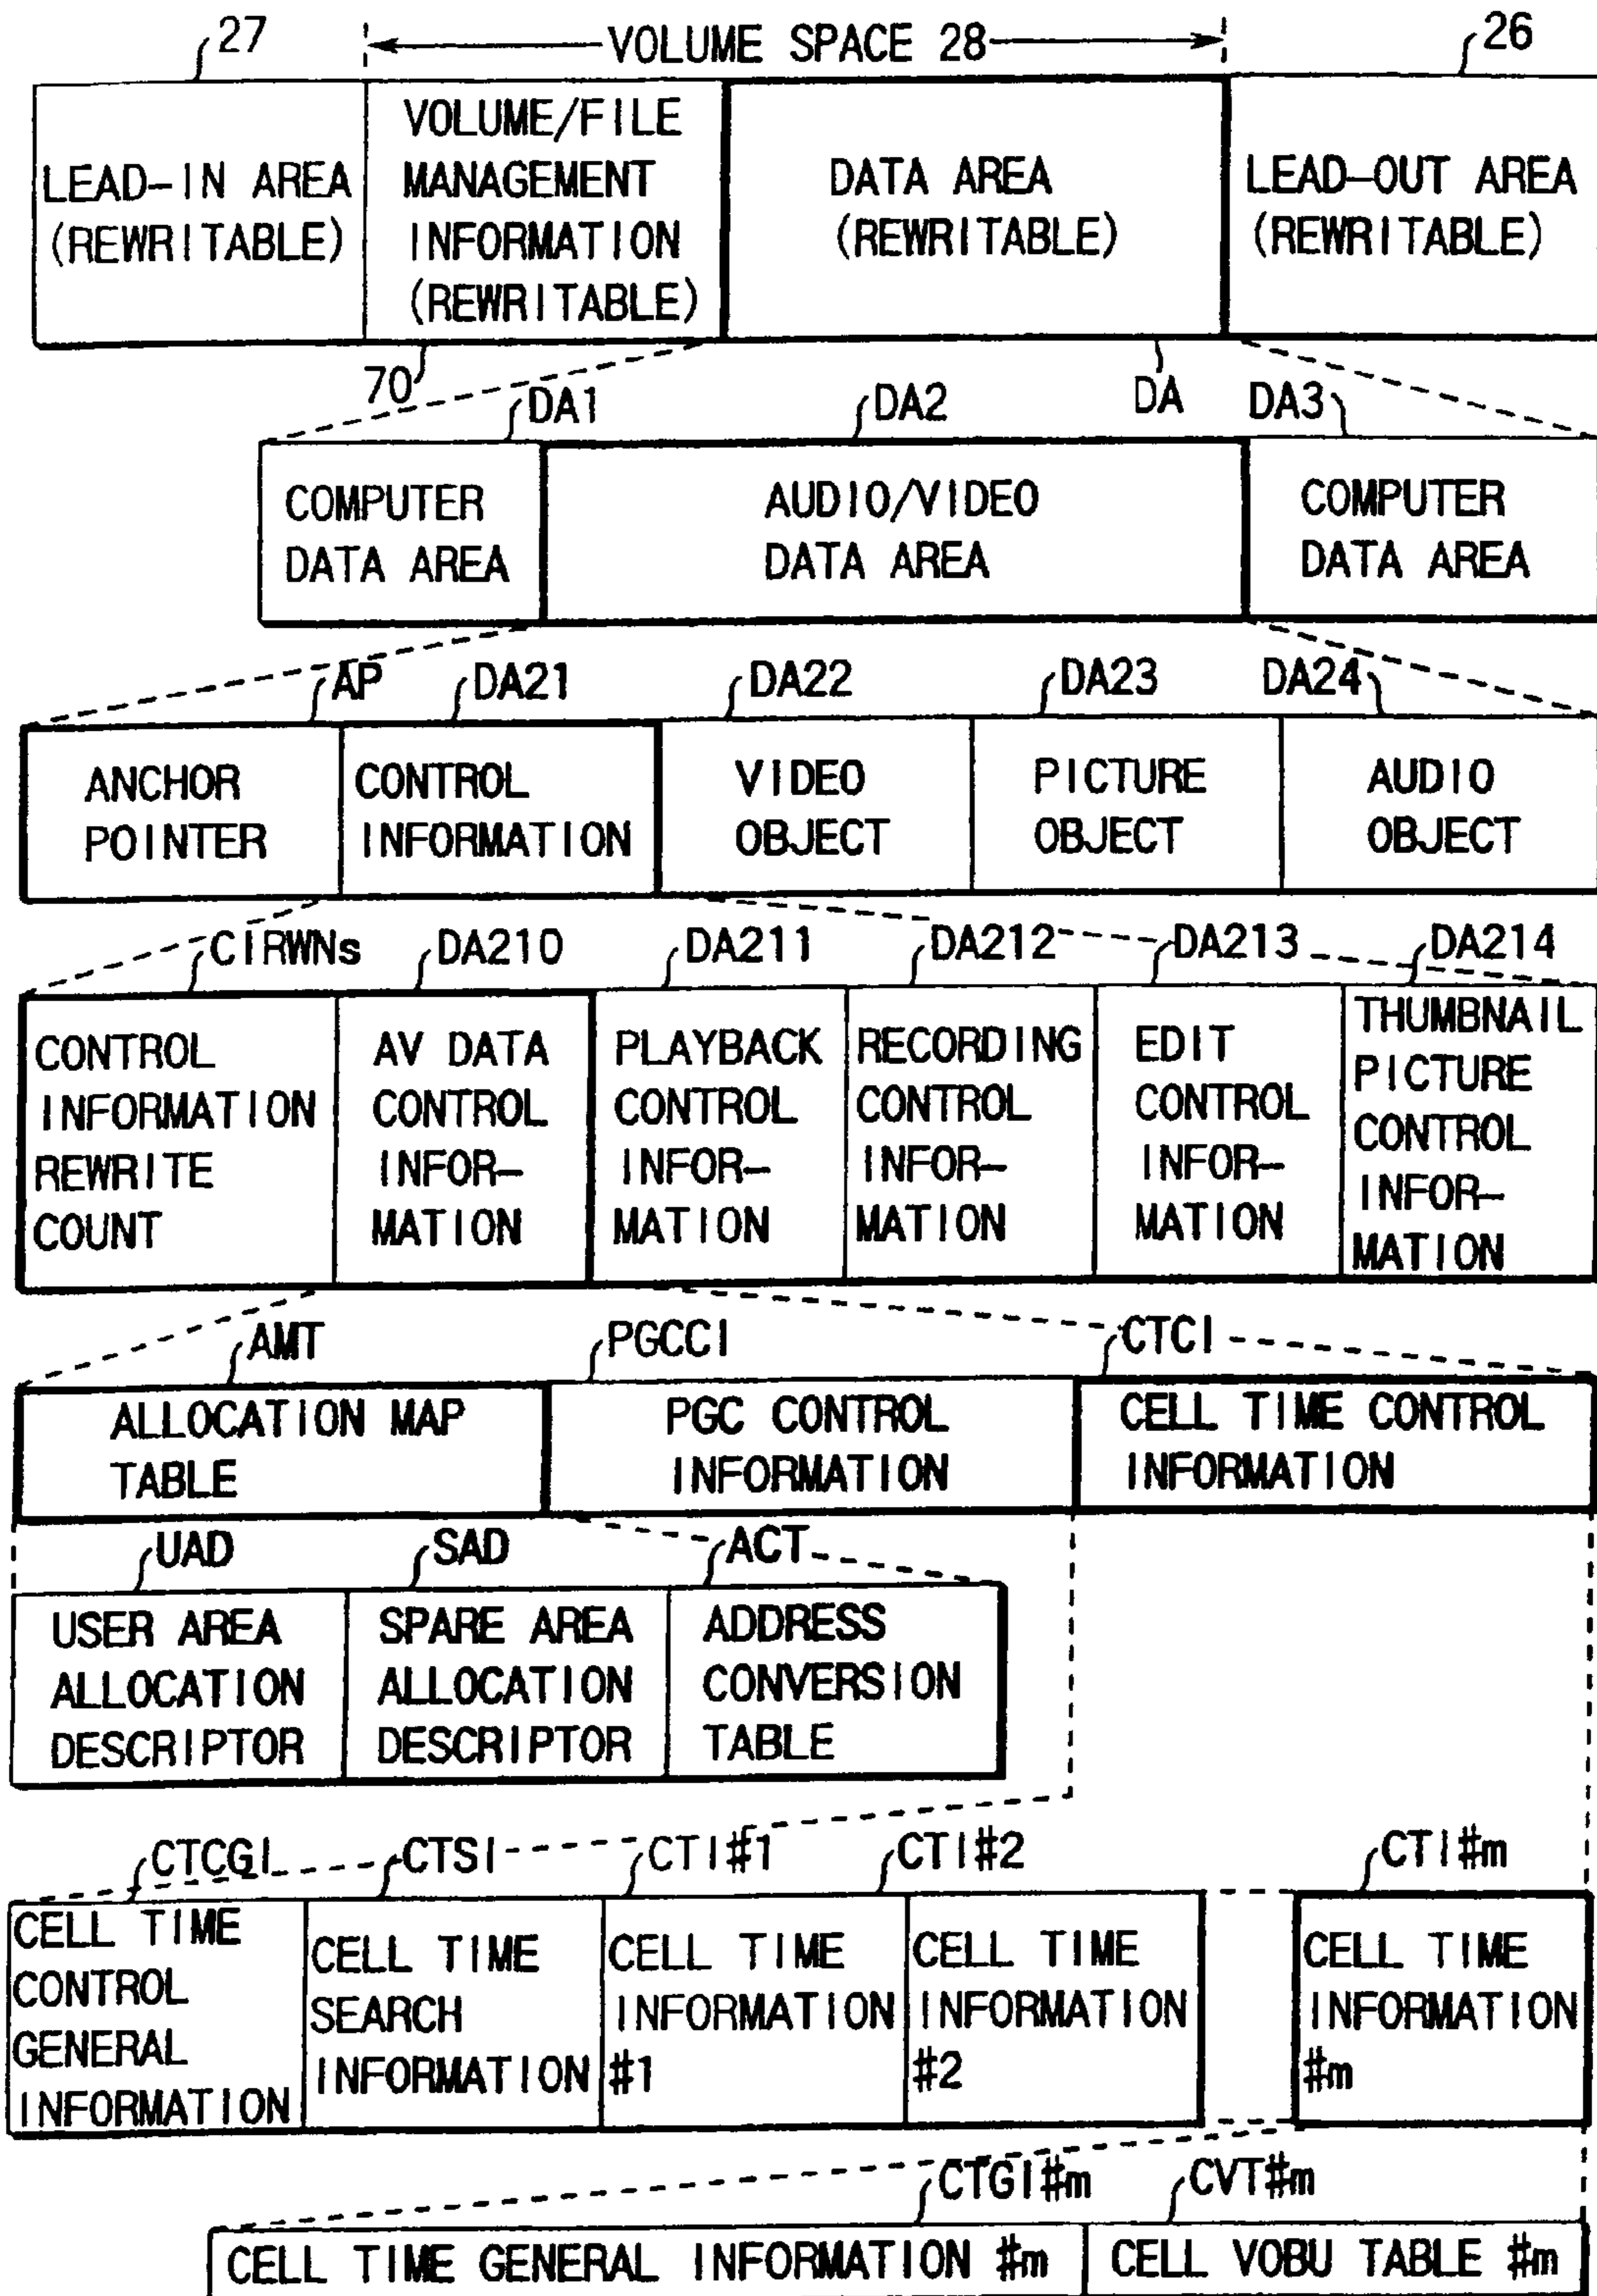 27
VOLUME SPACE 28
26
LEAD-IN AREA
(REWRITABLE)
VOLUME/FILE
MANAGEMENT
INFORMATION
(REWRITABLE)
DATA AREA
(REWRITABLE)
LEAD-OUT AREA
(REWRITABLE)
70
DA1
DA2
DA
DA3
COMPUTER
DATA AREA
AUDIO/VIDEO
DATA AREA
COMPUTER
DATA AREA
AP
DA21
DA22
DA23
DA24
ANCHOR
POINTER
CONTROL
INFORMATION
VIDEO
OBJECT
PICTURE
OBJECT
AUDIO
OBJECT
CIRWNs
DA210
DA211
DA212
DA213
DA214
CONTROL
INFORMATION
REWRITE
COUNT
AV DATA
CONTROL
INFOR-
MATION
PLAYBACK
CONTROL
INFOR-
MATION
RECORDING
CONTROL
INFOR-
MATION
EDIT
CONTROL
INFOR-
MATION
THUMBNAIL
PICTURE
CONTROL
INFOR-
MATION
AMT
PGCCI
CTCI
ALLOCATION MAP
TABLE
PGC CONTROL
INFORMATION
CELL TIME CONTROL
INFORMATION
UAD
SAD
ACT
USER AREA
ALLOCATION
DESCRIPTOR
SPARE AREA
ALLOCATION
DESCRIPTOR
ADDRESS
CONVERSION
TABLE
CTCGI
CTSI
CTI#1
CTI#2
CTI#m
CELL TIME
CONTROL
GENERAL
INFORMATION
CELL TIME
SEARCH
INFORMATION
CELL TIME
INFORMATION
#1
CELL TIME
INFORMATION
#2
CELL TIME
INFORMATION
#m
CTGI#m
CVT#m
CELL TIME GENERAL INFORMATION #m
CELL VOBU TABLE #m